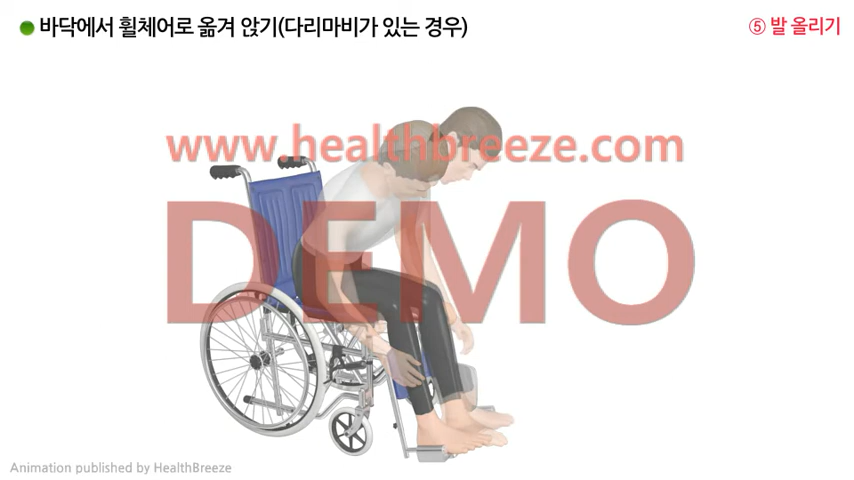 바닥에서 휠체어로 옮겨 앉기(다리마비가 있는 경우)
⑤ 발 올리기
www.healthbreeze.com
DEMO
Animation published by HealthBreeze